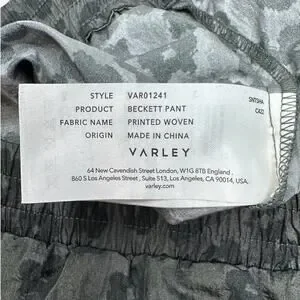 STYLE VAR01241
PRODUCT BECKETT PANT
FABRIC NAME PRINTED WOVEN
ORIGIN MADE IN CHINA
VARLEY
64 New Cavendish Street London, W1G 8TB England,
860 S Los Angeles Street, Suite 513, Los Angeles, CA 90014, USA.
varley.com
SNTSHA